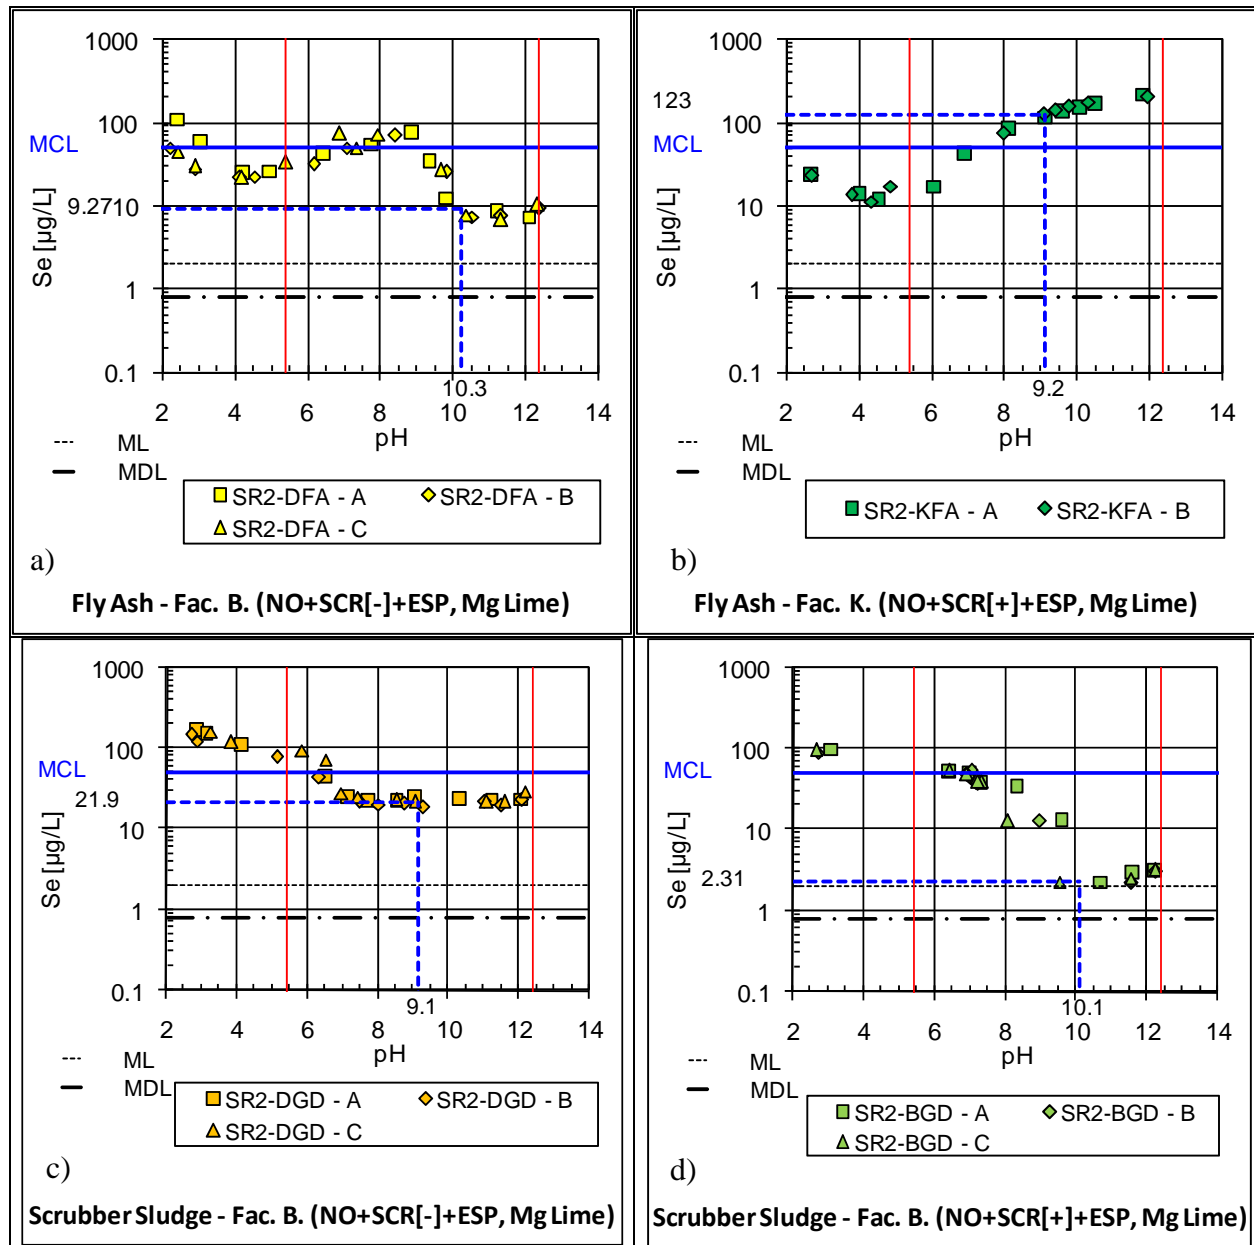 1000
100
MCL
9.27
10
1
0.1
Se [µg/L]
10.3
2 4 6 8 10 12 14
pH
ML
MDL
SR2-DFA - A
SR2-DFA - B
SR2-DFA - C
a)
Fly Ash - Fac. B. (NO+SCR[-]+ESP, Mg Lime)
1000
123
100
MCL
10
1
0.1
Se [µg/L]
9.2
2 4 6 8 10 12 14
pH
ML
MDL
SR2-KFA - A
SR2-KFA - B
b)
Fly Ash - Fac. K. (NO+SCR[+]+ESP, Mg Lime)
1000
100
MCL
21.9
10
1
0.1
Se [µg/L]
9.1
2 4 6 8 10 12 14
pH
ML
MDL
SR2-DGD - A
SR2-DGD - B
SR2-DGD - C
c)
Scrubber Sludge - Fac. B. (NO+SCR[-]+ESP, Mg Lime)
1000
100
MCL
10
2.31
1
0.1
Se [µg/L]
10.1
2 4 6 8 10 12 14
pH
ML
MDL
SR2-BGD - A
SR2-BGD - B
SR2-BGD - C
d)
Scrubber Sludge - Fac. B. (NO+SCR[+]+ESP, Mg Lime)